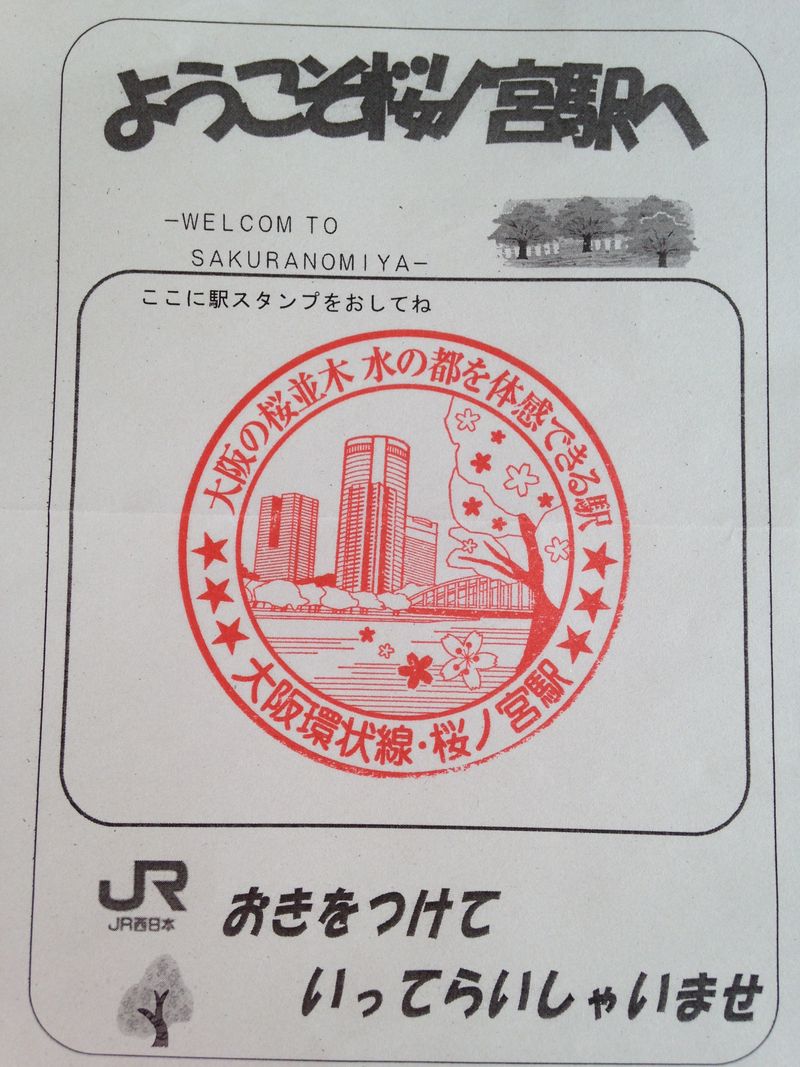 ようこそ桜ノ宮駅へ
-WELCOM TO
SAKURANOMIYA-
ここに駅スタンプをおしてね
大阪の桜並木 水の都を体感できる駅
大阪環状線・桜ノ宮駅
JR
JR西日本
おきをつけて
いってらいしゃいませ